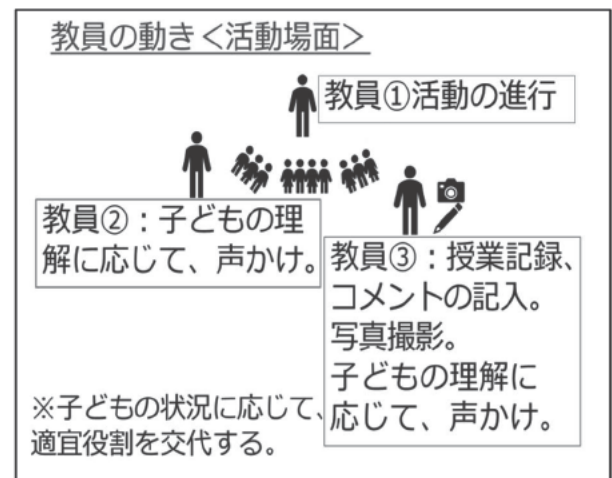 教員の動き＜活動場面＞
教員①活動の進行
教員②：子どもの理
解に応じて、声かけ。
教員③：授業記録、
コメントの記入。
写真撮影。
子どもの理解に
応じて、声かけ。
※子どもの状況に応じて、
適宜役割を交代する。